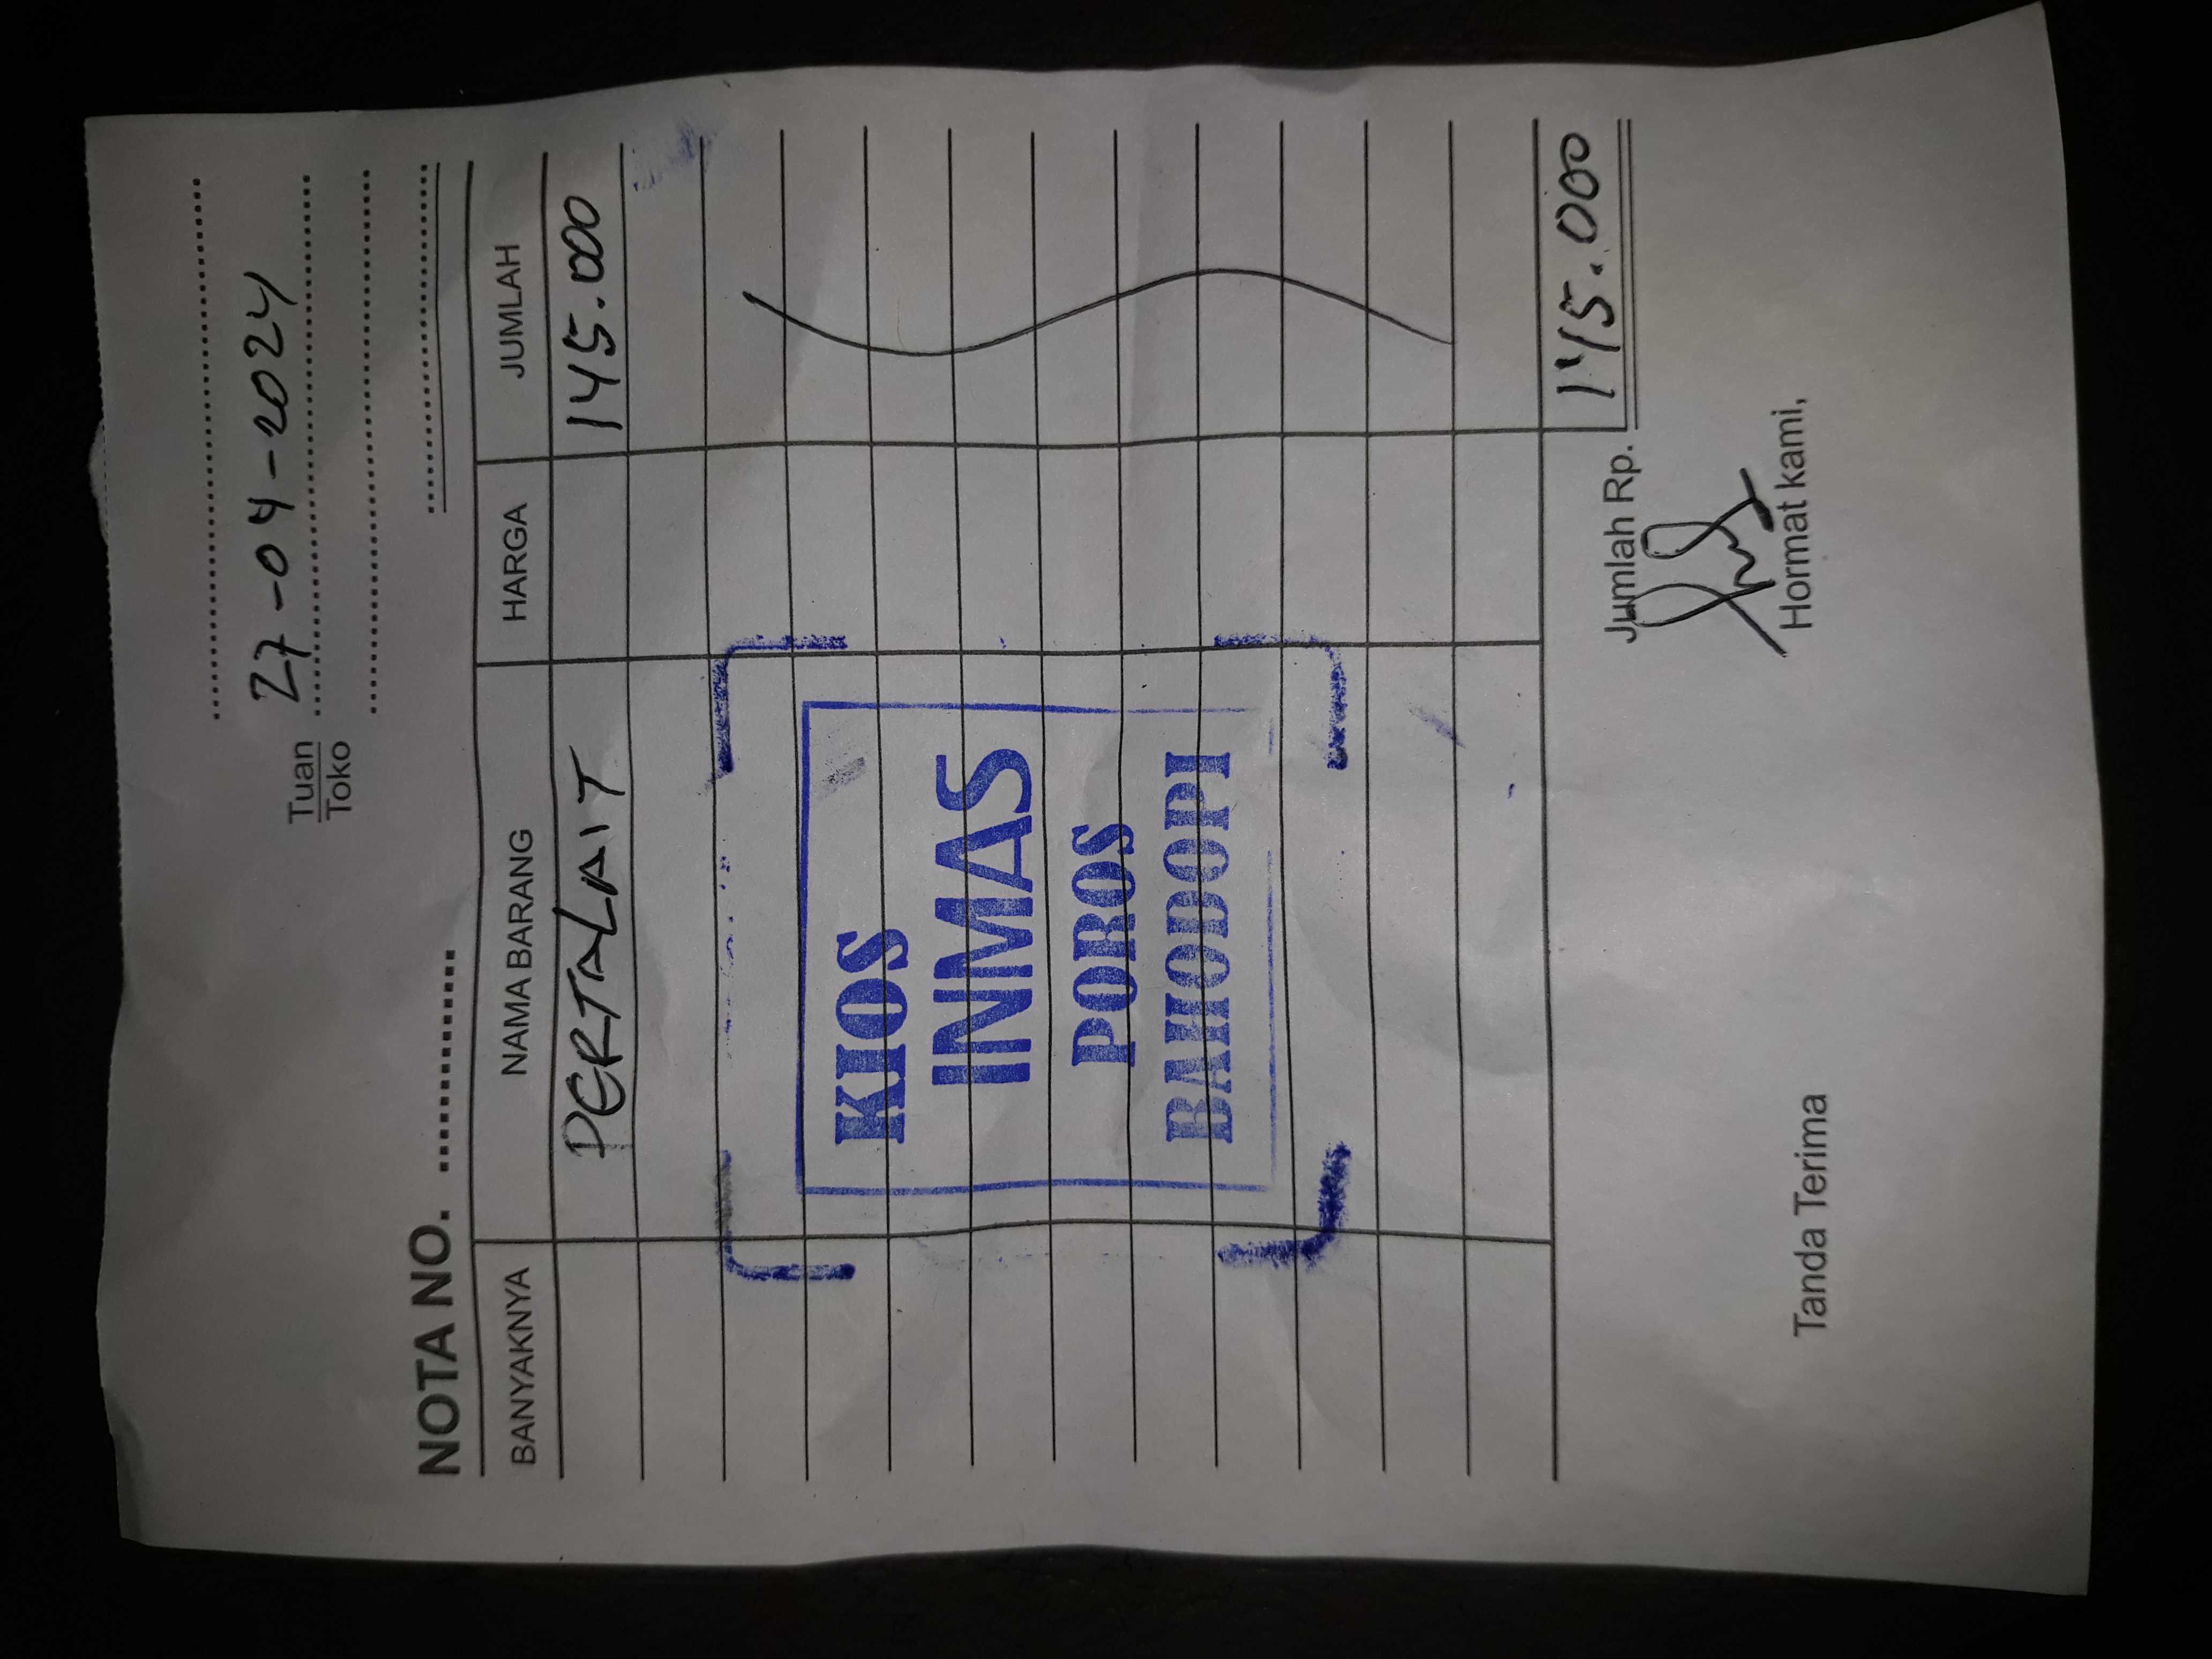 27-04-2024
Tuan
Toko
NOTA NO.
BANYAKNYA NAMA BARANG HARGA JUMLAH
PERTALAIT 145.000
KIOS
INMAS
POROS
BAHODOPI
Jumlah Rp. 145.000
Tanda Terima Hormat kami,